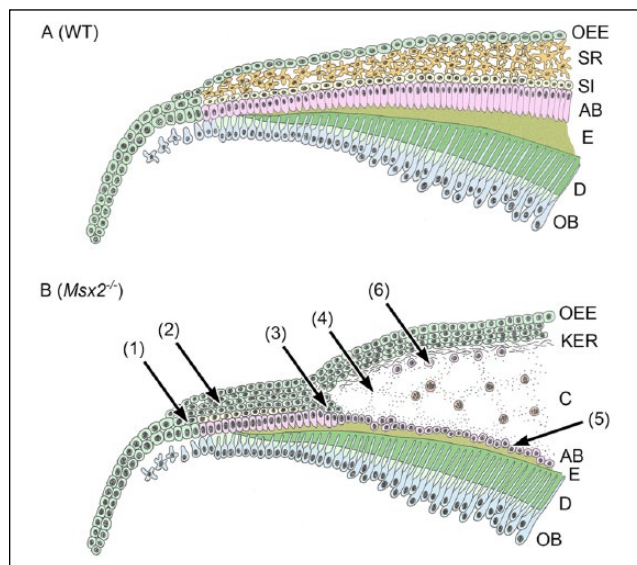 A (WT)
OEE
SR
SI
AB
E
D
OB
B (Msx2-/-)
(1)
(2)
(3)
(4)
(6)
OEE
KER
C
(5)
AB
E
D
OB